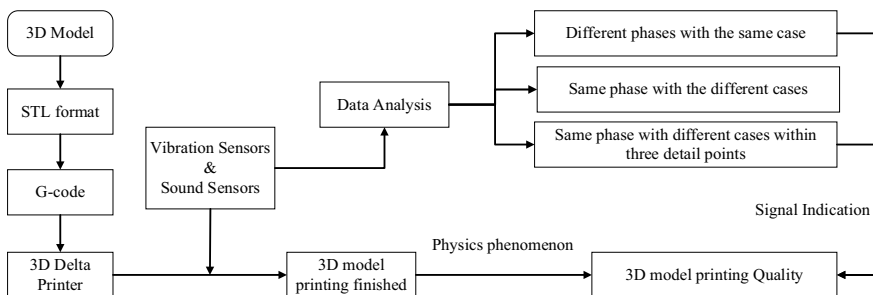 3D Model
STL format
G-code
3D Delta
Printer
Vibration Sensors
&
Sound Sensors
Data Analysis
Different phases with the same case
Same phase with the different cases
Same phase with different cases within
three detail points
Signal Indication
3D model
printing finished
Physics phenomenon
3D model printing Quality